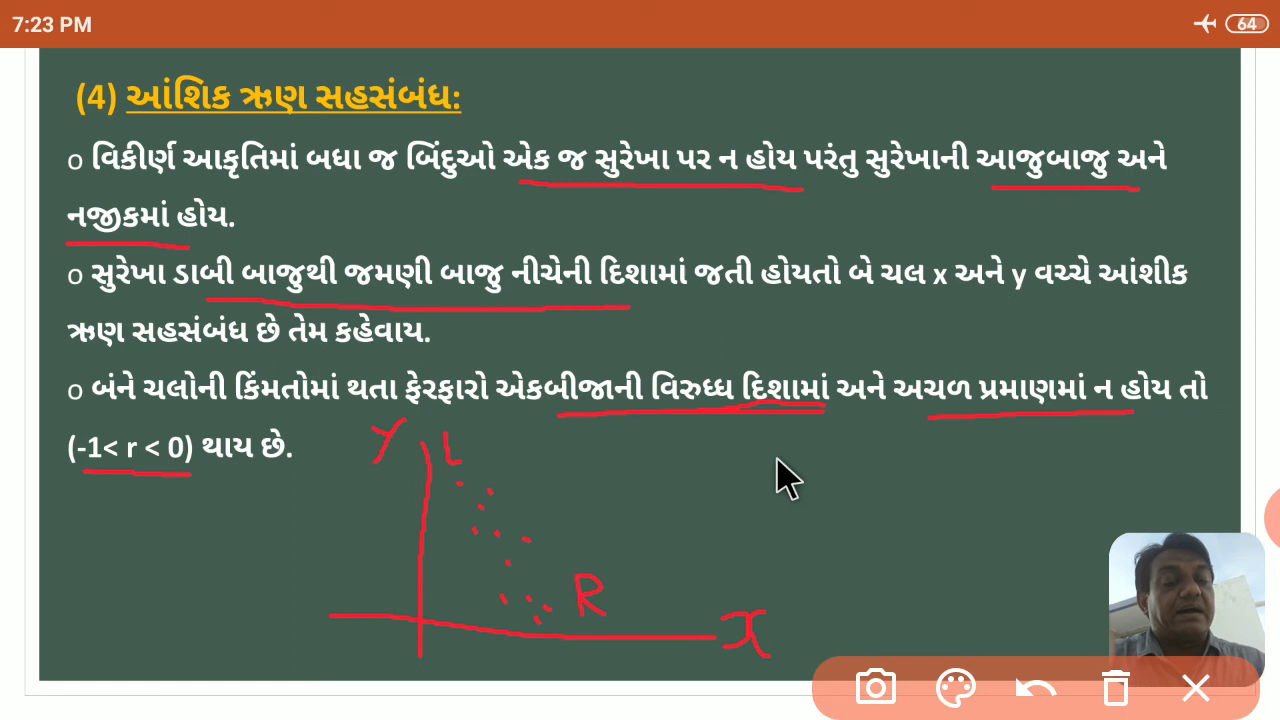 7:23 PM
64
(4) આંશિક ઋણ સહસંબંધ:
o વિકીર્ણ આકૃતિમાં બધા જ બિંદુઓ એક જ સુરેખા પર ન હોય પરંતુ સુરેખાની આજુબાજુ અને
નજીકમાં હોય.
o સુરેખા ડાબી બાજુથી જમણી બાજુ નીચેની દિશામાં જતી હોયતો બે ચલ x અને y વચ્ચે આંશીક
ઋણ સહસંબંધ છે તેમ કહેવાય.
o બંને ચલોની કિંમતોમાં થતા ફેરફારો એકબીજાની વિરુધ્ધ દિશામાં અને અચળ પ્રમાણમાં ન હોય તો
(-1< r < 0) થાય છે.
Y L
R
X